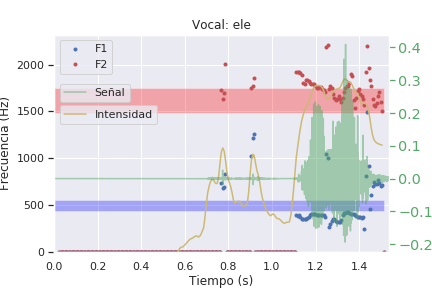 Vocal: ele
F1
F2
Señal
Intensidad
Frecuencia (Hz)
2000
1500
1000
500
0
0.4
0.3
0.2
0.1
0.0
−0.1
−0.2
0.0 0.2 0.4 0.6 0.8 1.0 1.2 1.4
Tiempo (s)